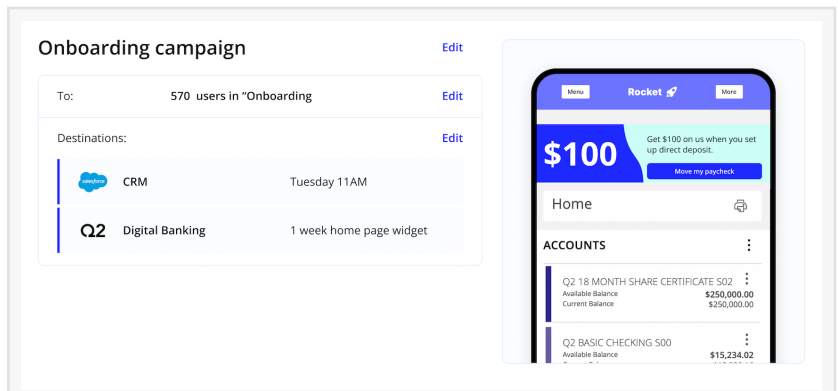 Onboarding campaign
Edit
To:
570 users in “Onboarding
Edit
Destinations:
Edit
salesforce
CRM
Tuesday 11AM
Q2
Digital Banking
1 week home page widget
Menu
Rocket
More
$100
Get $100 on us when you set
up direct deposit.
Move my paycheck
Home
ACCOUNTS
Q2 18 MONTH SHARE CERTIFICATE S02
Available Balance
$250,000.00
Current Balance
$250,000.00
Q2 BASIC CHECKING S00
Available Balance
$15,234.02